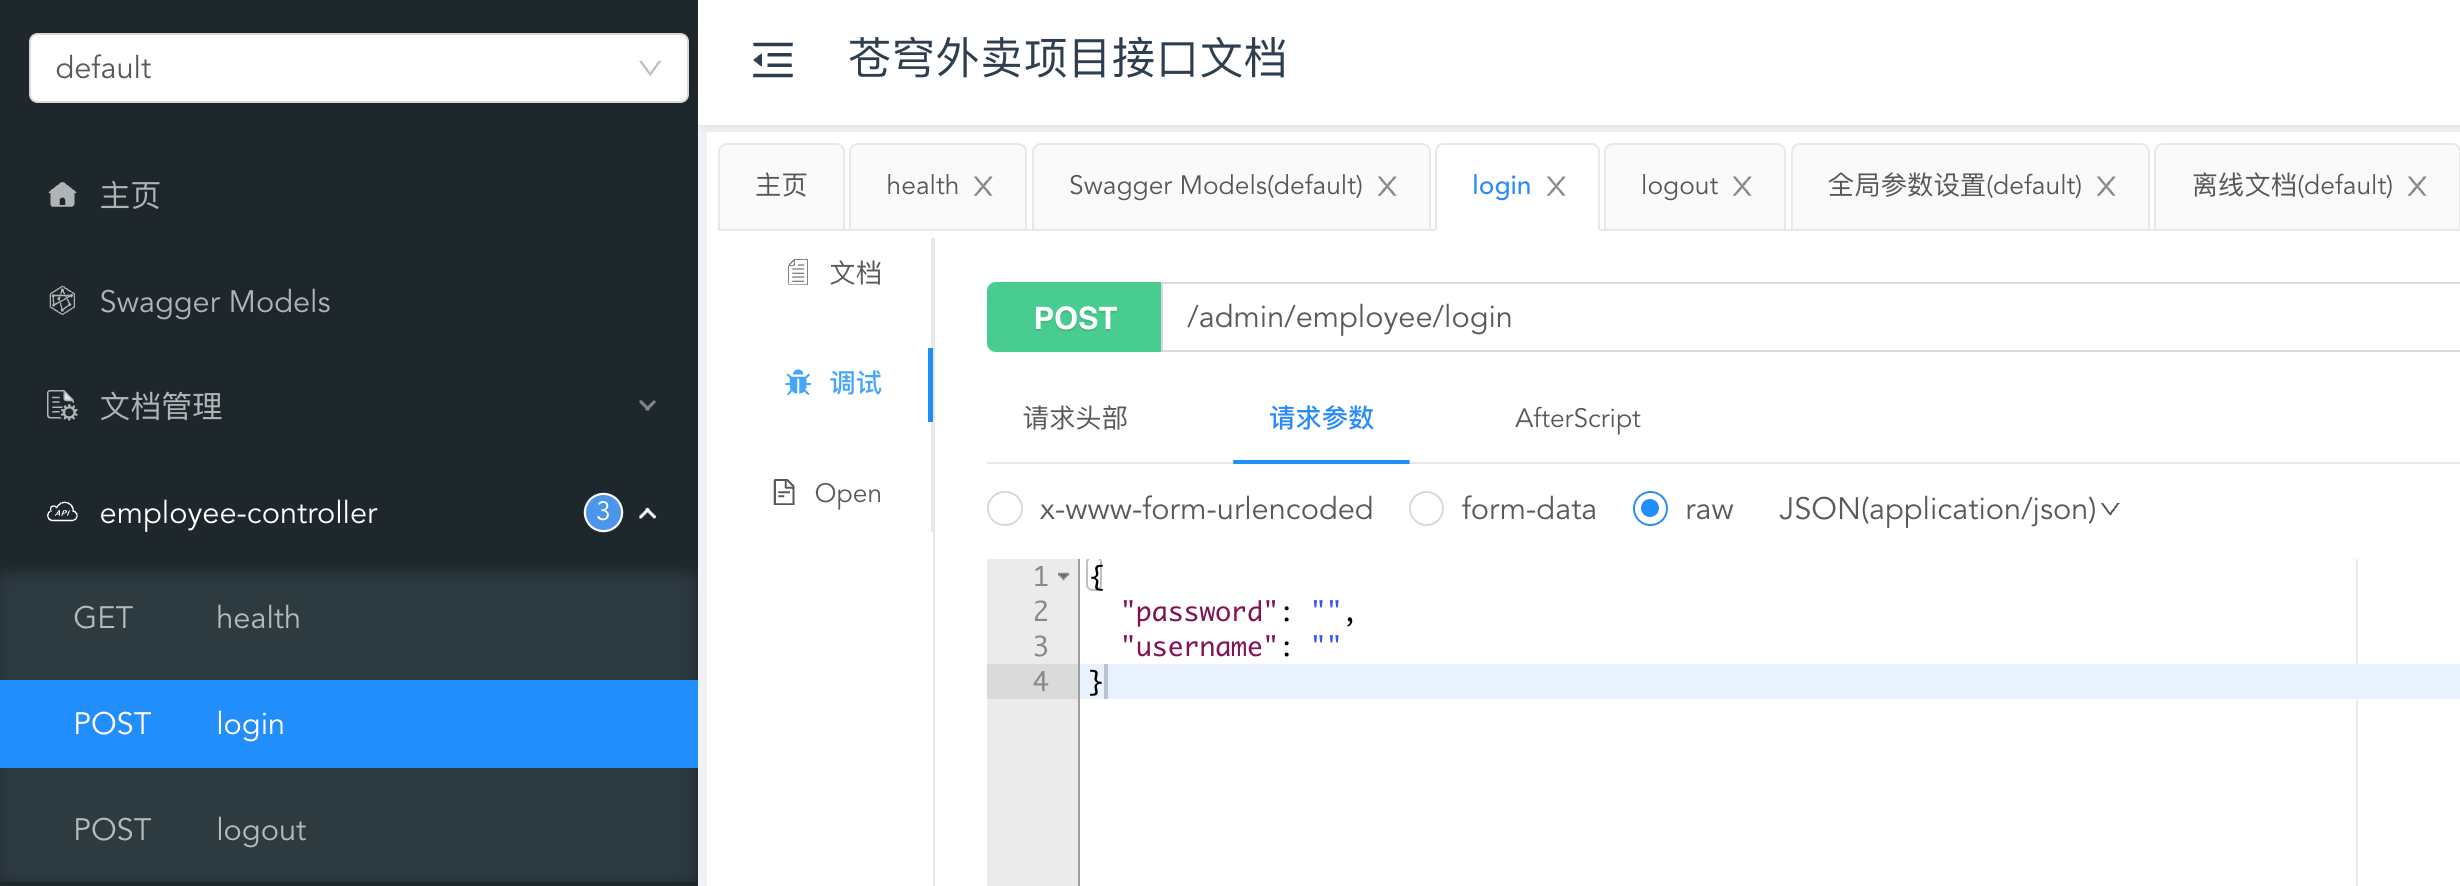 default
主页
Swagger Models
文档管理
employee-controller 3
GET health
POST login
POST logout
苍穹外卖项目接口文档
主页 health Swagger Models(default) login logout 全局参数设置(default) 离线文档(default)
文档
调试
Open
POST /admin/employee/login
请求头部 请求参数 AfterScript
x-www-form-urlencoded form-data raw JSON(application/json)
1 {
2 "password": "",
3 "username": ""
4 }